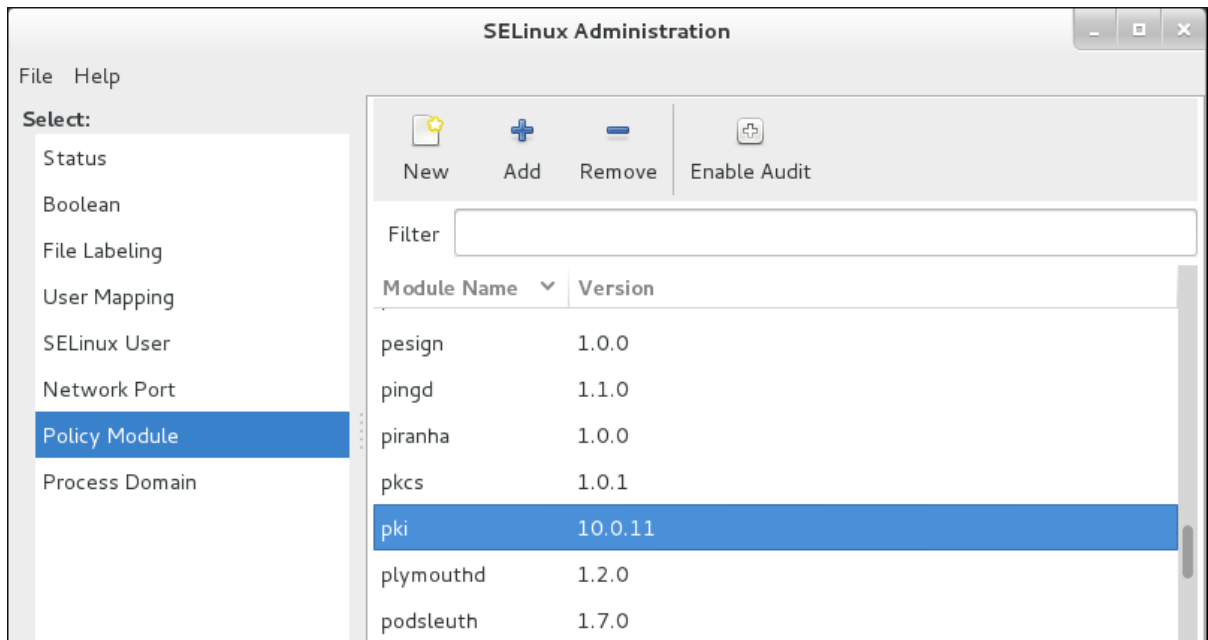 SELinux Administration
File Help
Select:
Status
Boolean
File Labeling
User Mapping
SELinux User
Network Port
Policy Module
Process Domain
New Add Remove Enable Audit
Filter
Module Name Version
pesign 1.0.0
pingd 1.1.0
piranha 1.0.0
pkcs 1.0.1
pki 10.0.11
plymouthd 1.2.0
podsleuth 1.7.0